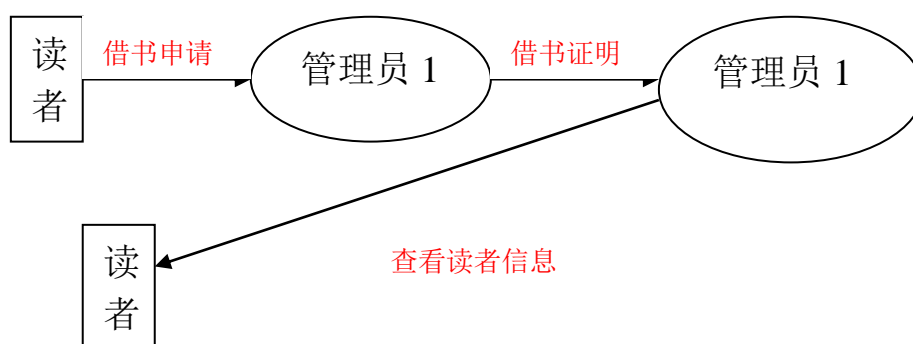 读者
借书申请
管理员 1
借书证明
管理员 1
读者
查看读者信息